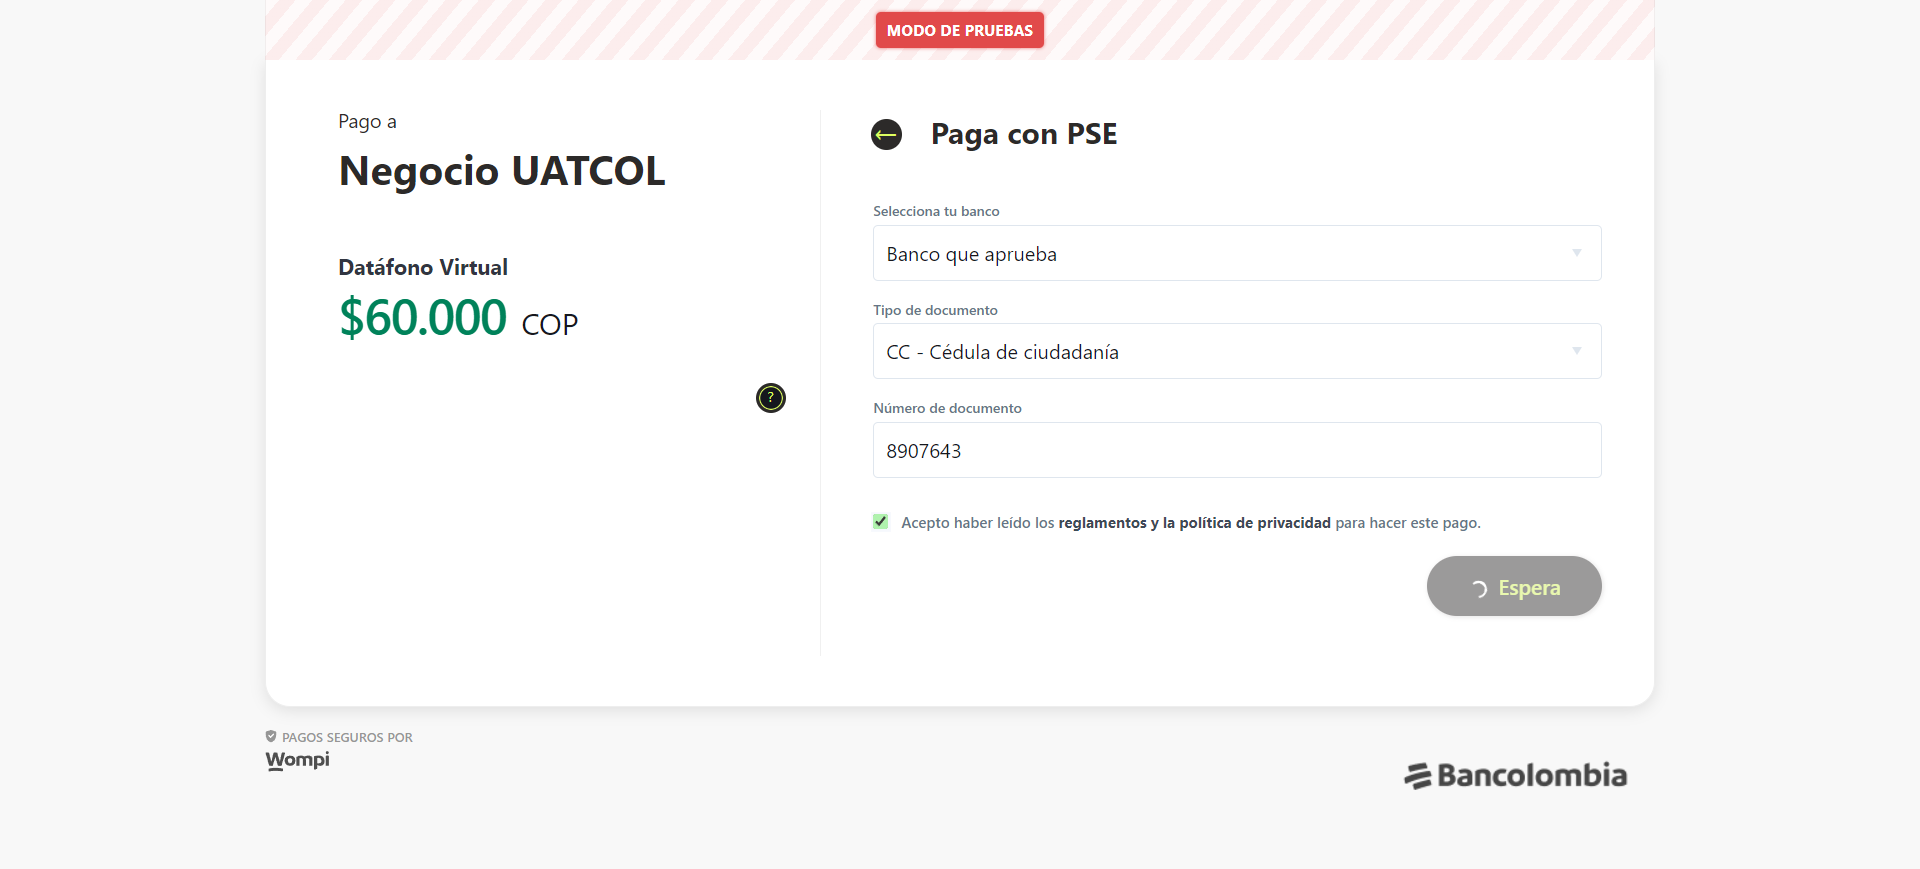 MODO DE PRUEBAS
Pago a
Negocio UATCOL
Datáfono Virtual
$60.000 COP
?
Paga con PSE
Selecciona tu banco
Banco que aprueba
Tipo de documento
CC - Cédula de ciudadanía
Número de documento
8907643
Acepto haber leído los reglamentos y la política de privacidad para hacer este pago.
Espera
PAGOS SEGUROS POR
Wompi
Bancolombia